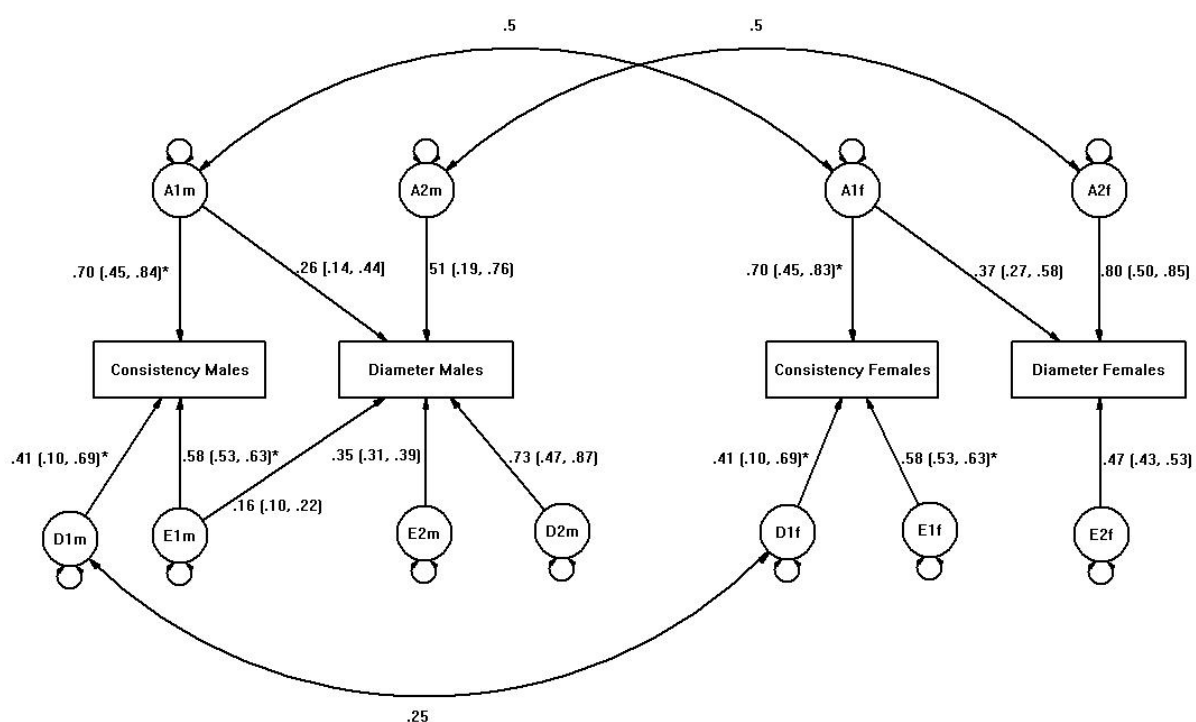 .5 .5
A1m A2m A1f A2f
.70 (.45, .84)* .26 (.14, .44) .51 (.19, .76) .70 (.45, .83)* .37 (.27, .58) .80 (.50, .85)
Consistency Males Diameter Males Consistency Females Diameter Females
.41 (.10, .69)* .58 (.53, .63)* .35 (.31, .39) .73 (.47, .87) .41 (.10, .69)* .58 (.53, .63)* .47 (.43, .53)
.16 (.10, .22)
D1m E1m E2m D2m D1f E1f E2f
.25